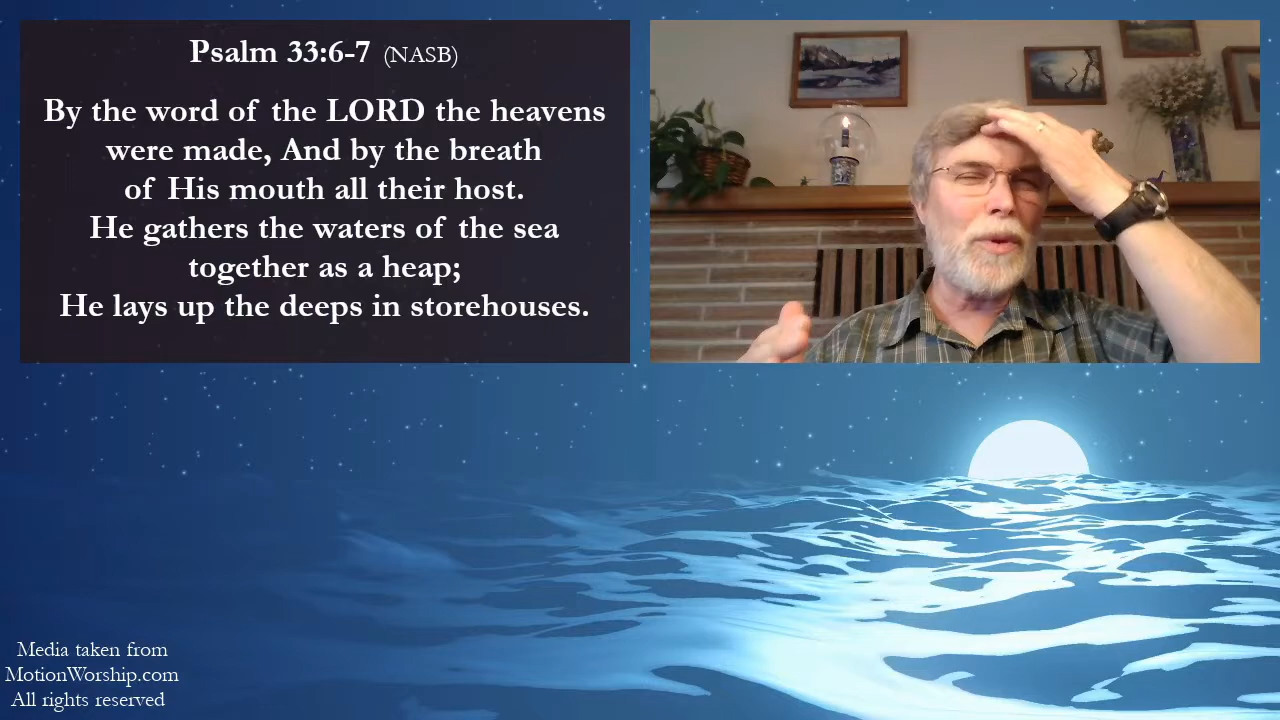 Psalm 33:6-7 (NASB)
By the word of the LORD the heavens
were made, And by the breath
of His mouth all their host.
He gathers the waters of the sea
together as a heap;
He lays up the deeps in storehouses.
Media taken from
MotionWorship.com
All rights reserved